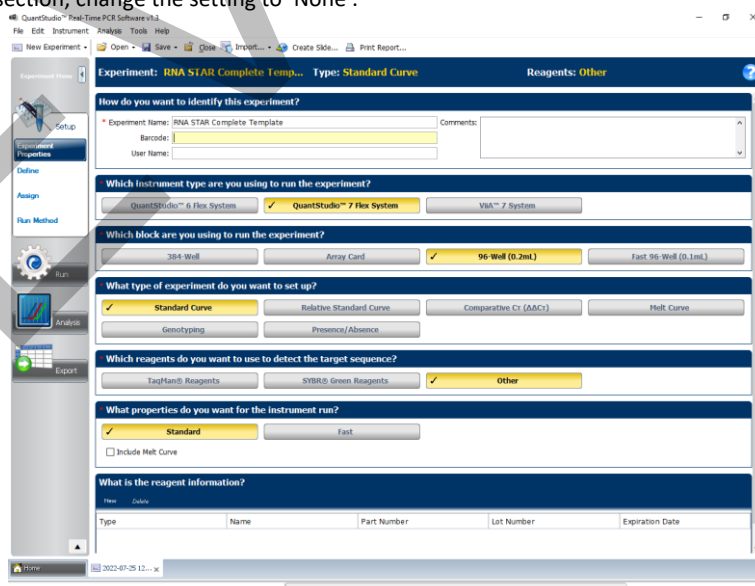 section, change the setting to 'None'.
QuantStudio™ Real-Time PCR Software v1.3
File Edit Instrument Analysis Tools Help
New Experiment Open Save Close Import... Create Slide... Print Report...
Experiment Menu
Experiment: RNA STAR Complete Temp... Type: Standard Curve Reagents: Other
How do you want to identify this experiment?
* Experiment Name: RNA STAR Complete Template Comments:
Barcode:
User Name:
Setup
Experiment Properties
Define
Assign
Run Method
Run
Analysis
Export
* Which instrument type are you using to run the experiment?
QuantStudio™ 6 Flex System ✓ QuantStudio™ 7 Flex System ViiA™ 7 System
* Which block are you using to run the experiment?
384-Well Array Card ✓ 96-Well (0.2mL) Fast 96-Well (0.1mL)
* What type of experiment do you want to set up?
✓ Standard Curve Relative Standard Curve Comparative CT (ΔΔCT) Melt Curve
Genotyping Presence/Absence
* Which reagents do you want to use to detect the target sequence?
TaqMan® Reagents SYBR® Green Reagents ✓ Other
* What properties do you want for the instrument run?
✓ Standard Fast
Include Melt Curve
What is the reagent information?
New Delete
Type Name Part Number Lot Number Expiration Date
Home 2022-07-25 12... x